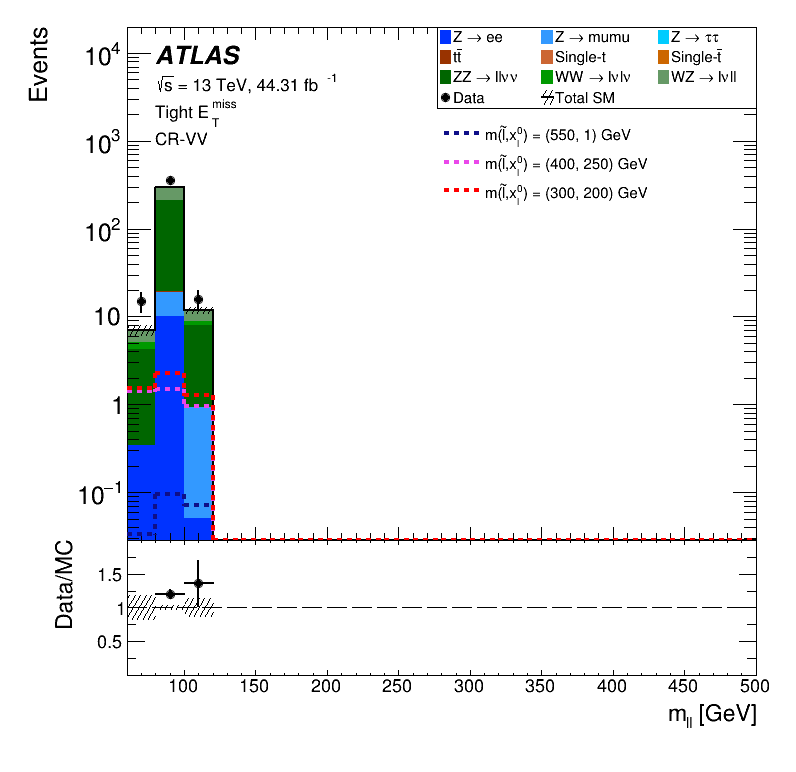 Events
10⁴
10³
10²
10
1
10⁻¹
ATLAS
√s = 13 TeV, 44.31 fb ⁻¹
Tight E_T^miss
CR-VV
Z → ee Z → mumu Z → ττ
tt̄ Single-t Single-t̄
ZZ → llνν WW → lνlν WZ → lνll
Data Total SM
m(l̃,x̃⁰_l) = (550, 1) GeV
m(l̃,x̃⁰_l) = (400, 250) GeV
m(l̃,x̃⁰_l) = (300, 200) GeV
Data/MC
1.5
1
0.5
100 150 200 250 300 350 400 450 500
m_ll [GeV]